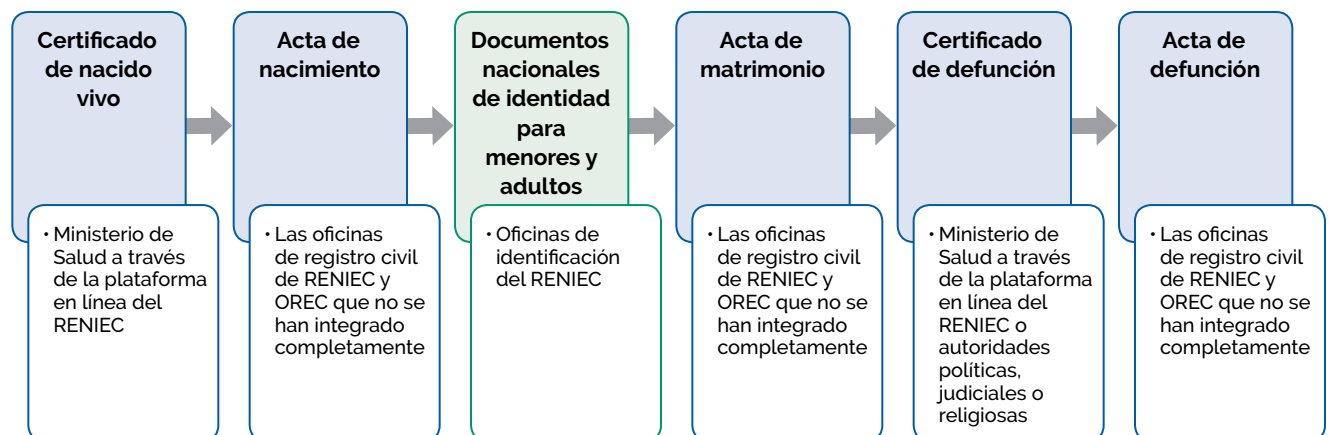 Certificado
de nacido
vivo
• Ministerio de
Salud a través
de la plataforma
en línea del
RENIEC
Acta de
nacimiento
• Las oficinas
de registro civil
de RENIEC y
OREC que no se
han integrado
completamente
Documentos
nacionales
de identidad
para
menores y
adultos
• Oficinas de
identificación
del RENIEC
Acta de
matrimonio
• Las oficinas
de registro civil
de RENIEC y
OREC que no se
han integrado
completamente
Certificado
de defunción
• Ministerio de
Salud a través de
la plataforma
en línea del
RENIEC o
autoridades
políticas,
judiciales o
religiosas
Acta de
defunción
• Las oficinas
de registro civil
de RENIEC y
OREC que no se
han integrado
completamente